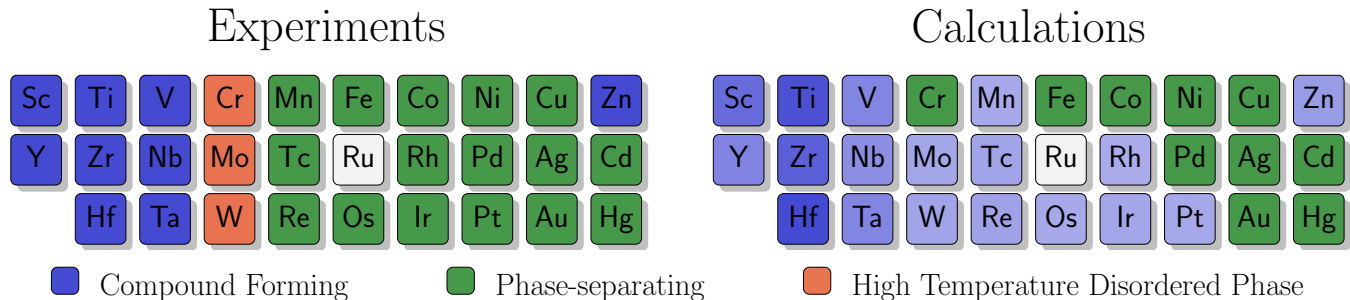 Experiments Calculations
Sc Ti V Cr Mn Fe Co Ni Cu Zn Sc Ti V Cr Mn Fe Co Ni Cu Zn
Y Zr Nb Mo Tc Ru Rh Pd Ag Cd Y Zr Nb Mo Tc Ru Rh Pd Ag Cd
Hf Ta W Re Os Ir Pt Au Hg Hf Ta W Re Os Ir Pt Au Hg
Compound Forming Phase-separating High Temperature Disordered Phase